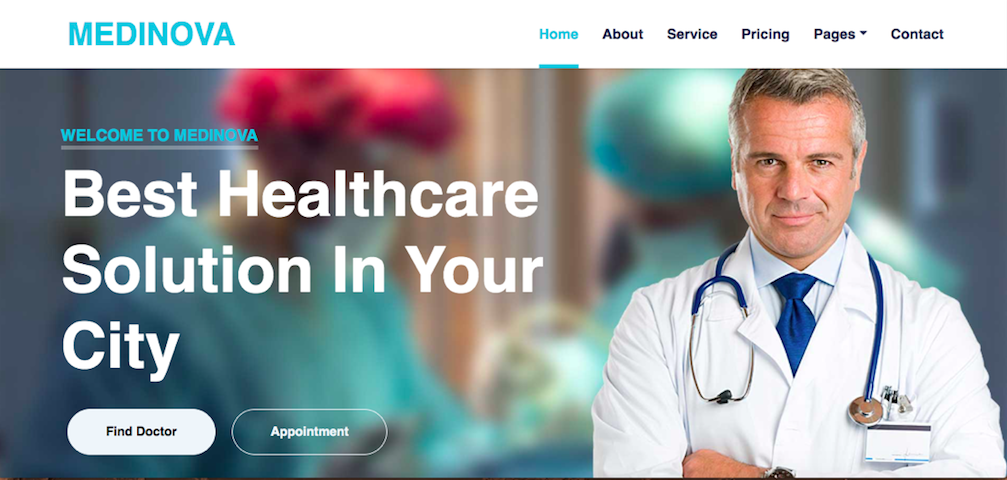 MEDINOVA
Home About Service Pricing Pages Contact
WELCOME TO MEDINOVA
Best Healthcare
Solution In Your
City
Find Doctor Appointment